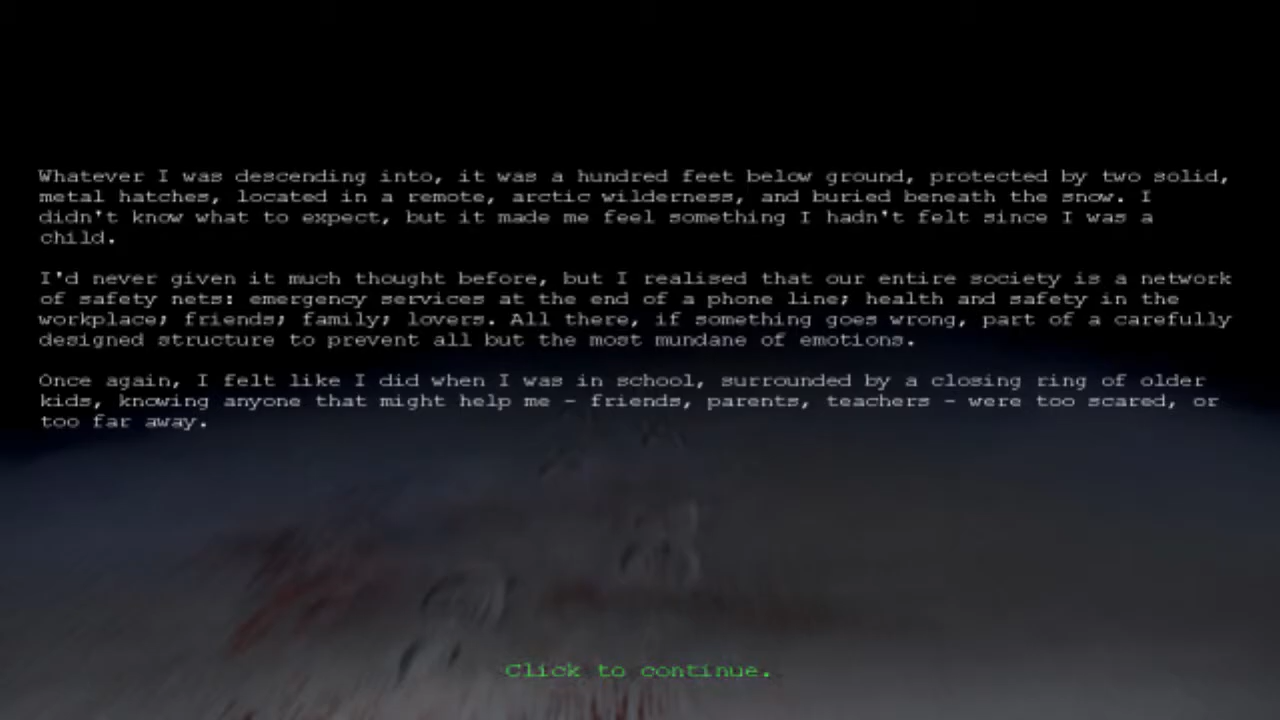 Whatever I was descending into, it was a hundred feet below ground, protected by two solid,
metal hatches, located in a remote, arctic wilderness, and buried beneath the snow. I
didn't know what to expect, but it made me feel something I hadn't felt since I was a
child.
I'd never given it much thought before, but I realised that our entire society is a network
of safety nets: emergency services at the end of a phone line; health and safety in the
workplace; friends; family; lovers. All there, if something goes wrong, part of a carefully
designed structure to prevent all but the most mundane of emotions.
Once again, I felt like I did when I was in school, surrounded by a closing ring of older
kids, knowing anyone that might help me - friends, parents, teachers - were too scared, or
too far away.
Click to continue.